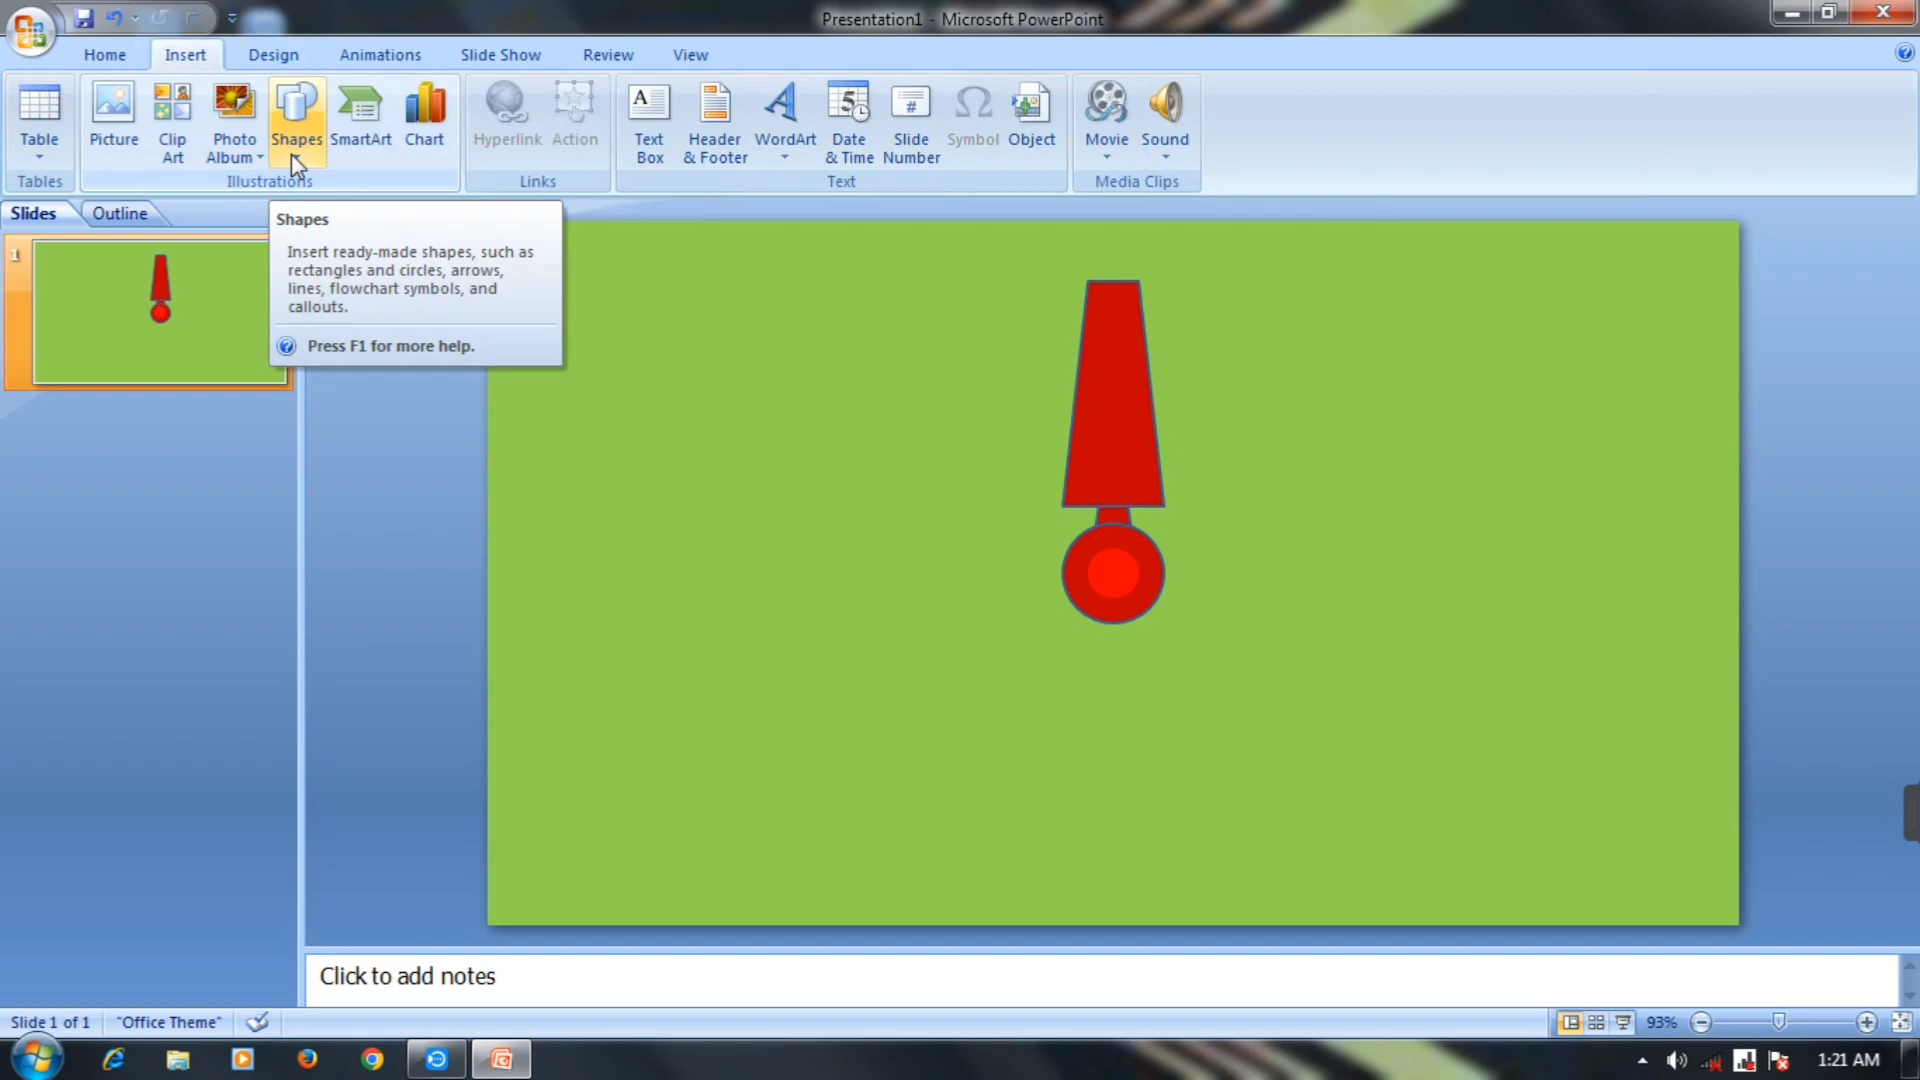 Presentation1 - Microsoft PowerPoint
Home Insert Design Animations Slide Show Review View
Table
Picture
Clip
Art
Photo
Album
Shapes
SmartArt
Chart
Hyperlink
Action
Text
Box
Header
& Footer
WordArt
Date
& Time
Slide
Number
Symbol
Object
Movie
Sound
Tables
Illustrations
Links
Text
Media Clips
Slides Outline
Shapes
Insert ready-made shapes, such as
rectangles and circles, arrows,
lines, flowchart symbols, and
callouts.
Press F1 for more help.
1
Click to add notes
Slide 1 of 1 "Office Theme" 93%
1:21 AM